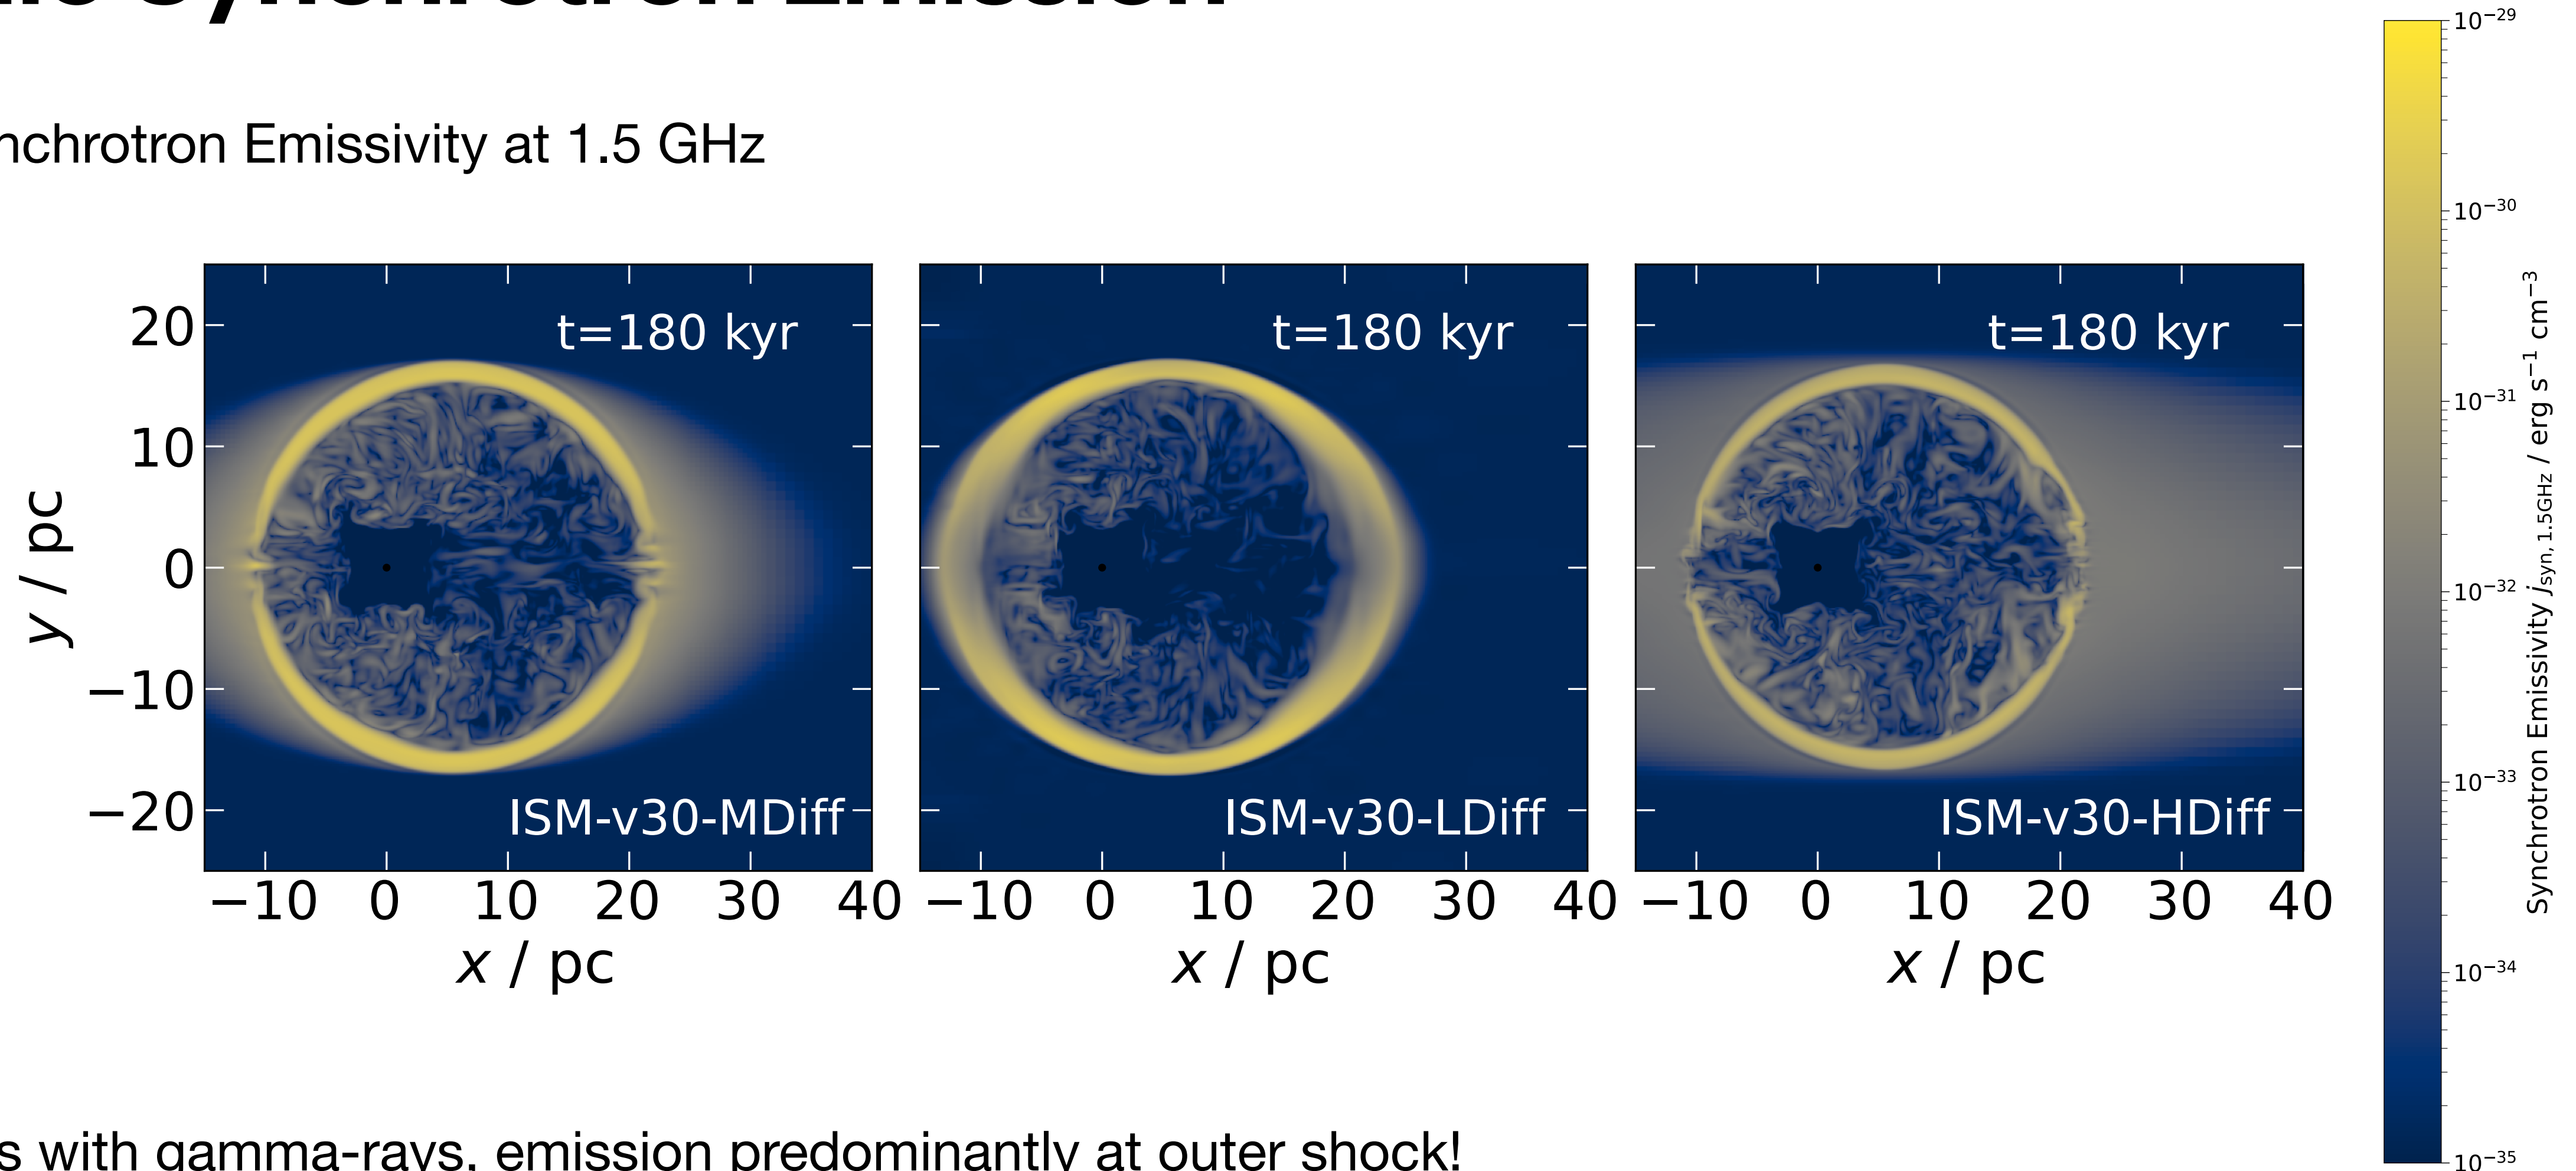 Synchrotron Emission
nchrotron Emissivity at 1.5 GHz
t=180 kyr
t=180 kyr
t=180 kyr
ISM-v30-MDiff
ISM-v30-LDiff
ISM-v30-HDiff
20
10
0
−10
−20
y / pc
−10 0 10 20 30 40
−10 0 10 20 30 40
−10 0 10 20 30 40
x / pc
x / pc
x / pc
10⁻²⁹
10⁻³⁰
10⁻³¹
10⁻³²
10⁻³³
10⁻³⁴
10⁻³⁵
Synchrotron Emissivity j_syn, 1.5GHz / erg s⁻¹ cm⁻³
s with gamma-rays, emission predominantly at outer shock!